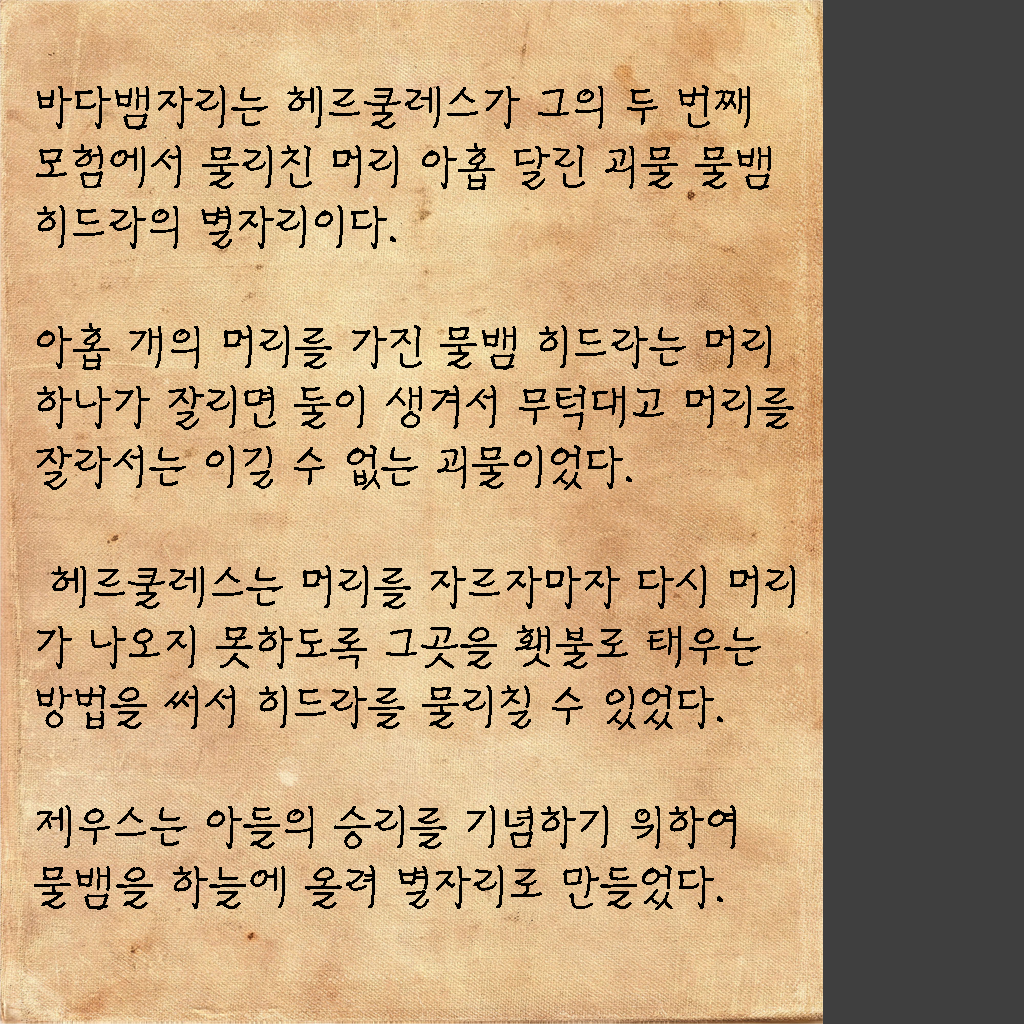 바다뱀자리는 헤르쿨레스가 그의 두 번째
모험에서 물리친 머리 아홉 달린 괴물 물뱀
히드라의 별자리이다.
아홉 개의 머리를 가진 물뱀 히드라는 머리
하나가 잘리면 둘이 생겨서 무턱대고 머리를
잘라서는 이길 수 없는 괴물이었다.
헤르쿨레스는 머리를 자르자마자 다시 머리
가 나오지 못하도록 그곳을 횃불로 태우는
방법을 써서 히드라를 물리칠 수 있었다.
제우스는 아들의 승리를 기념하기 위하여
물뱀을 하늘에 올려 별자리로 만들었다.